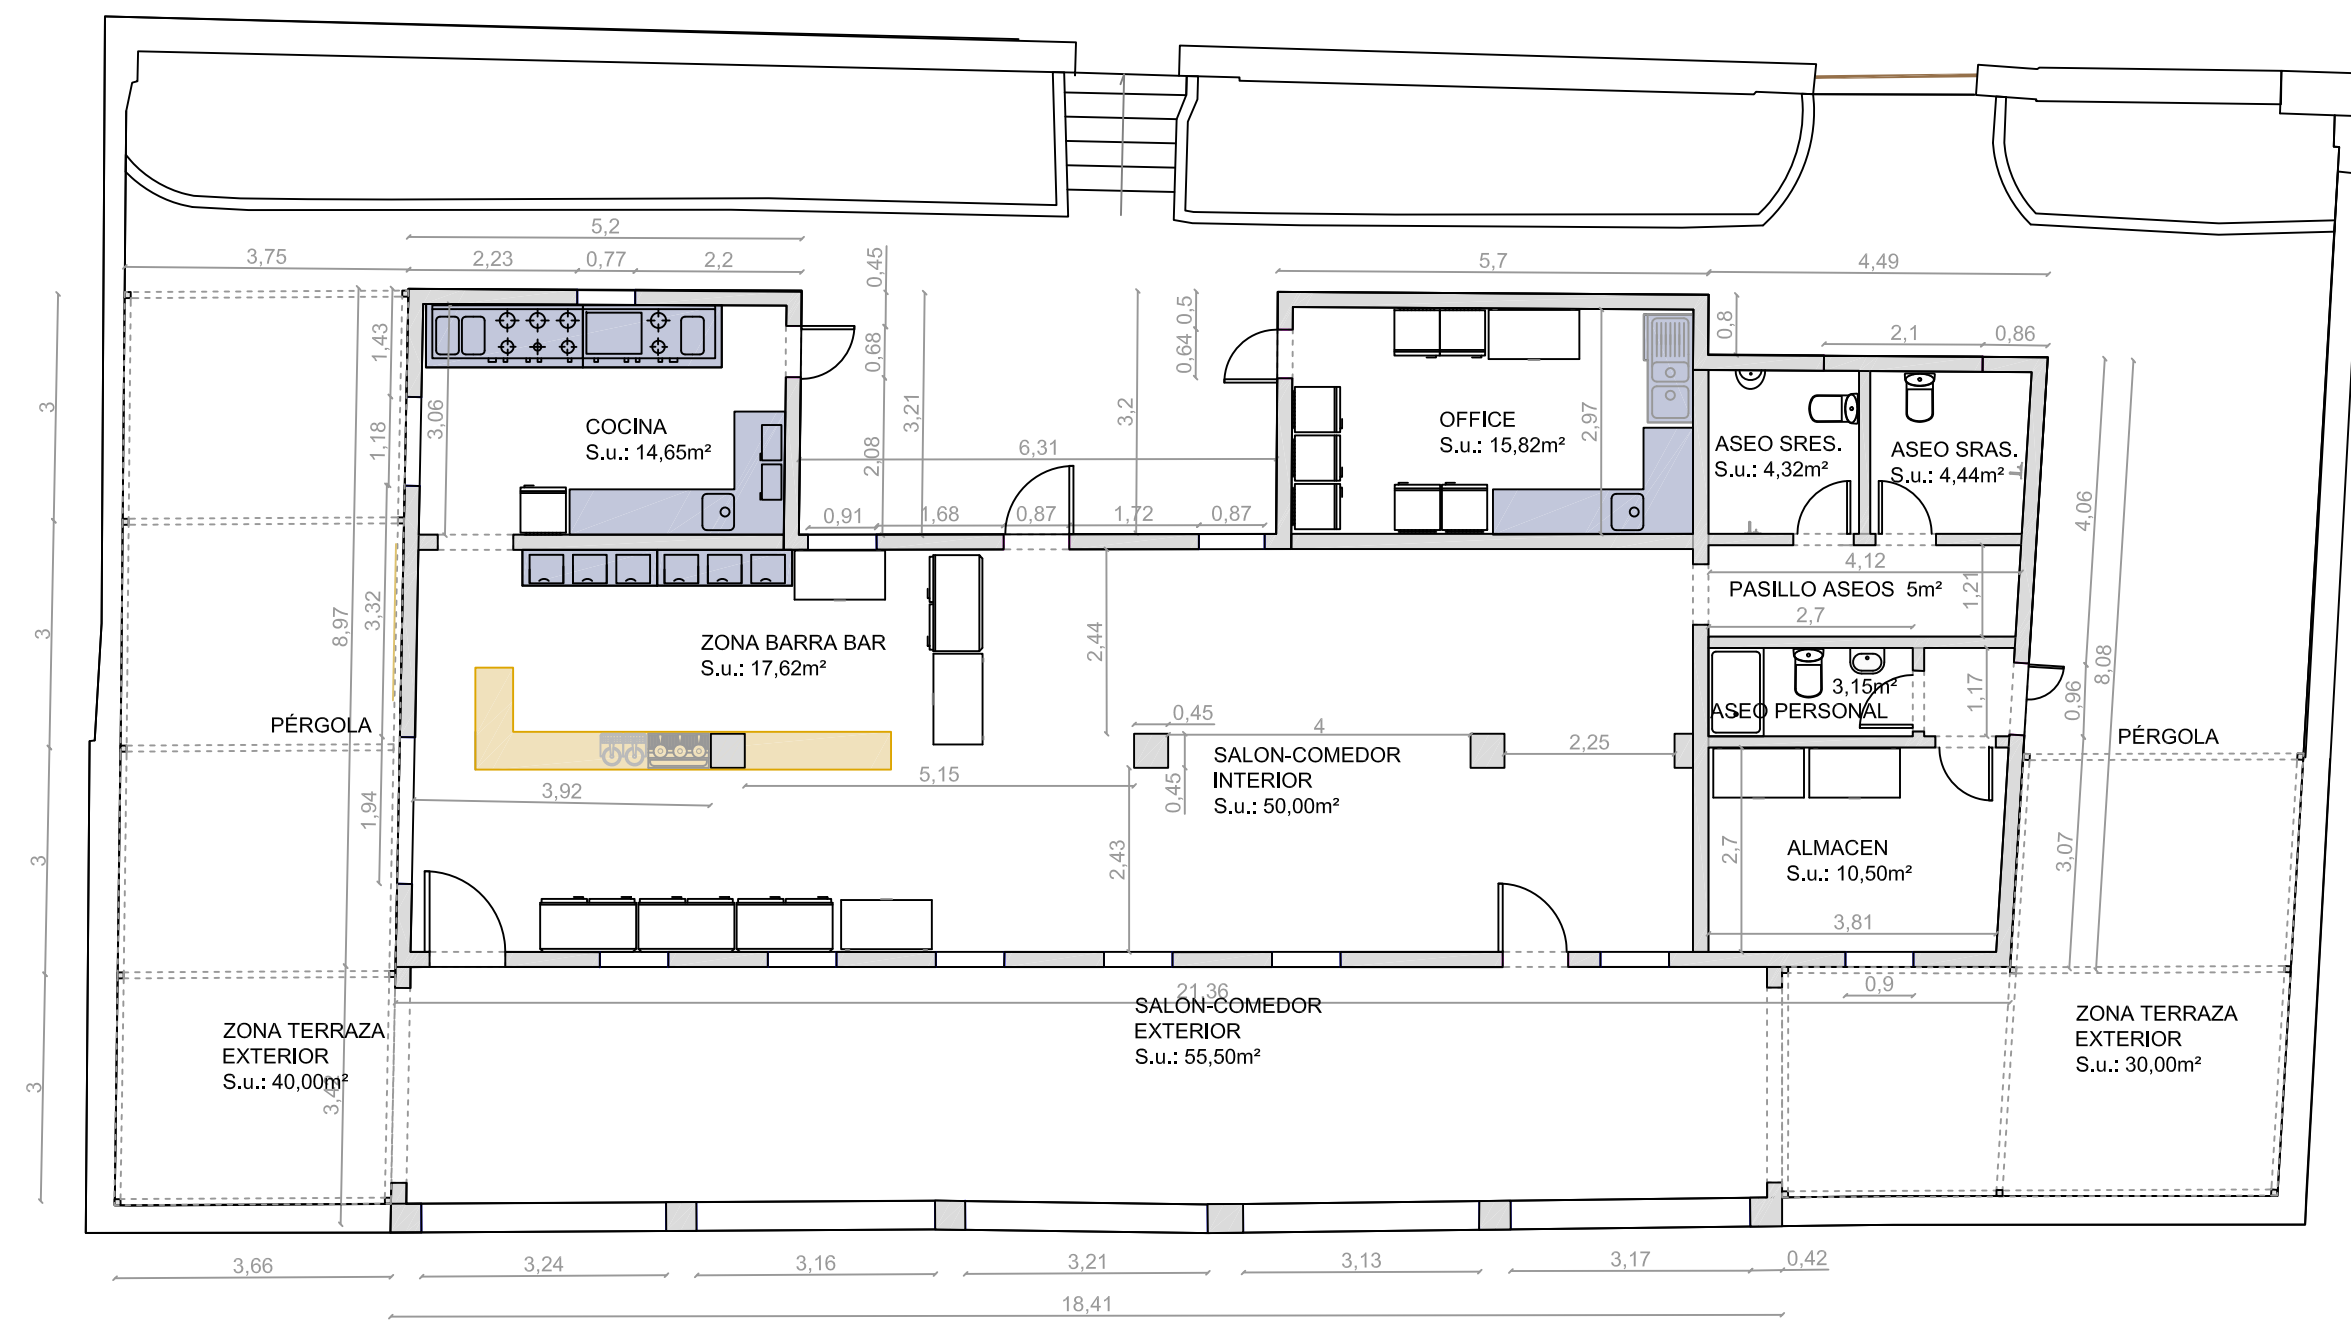 5,2
3,75
2,23
0,77
2,2
0,45
5,7
4,49
0,5
0,8
2,1
0,86
1,43
0,68
0,64
3
3,06
COCINA
S.u.: 14,65m²
3,21
3,2
OFFICE
S.u.: 15,82m²
2,97
1,18
2,08
6,31
ASEO SRES.
S.u.: 4,32m²
ASEO SRAS.
S.u.: 4,44m²
4,06
0,91
1,68
0,87
1,72
0,87
4,12
PASILLO ASEOS  5m²
1,21
2,7
3
8,97
3,32
ZONA BARRA BAR
S.u.: 17,62m²
2,44
8,08
3,15m²
ASEO PERSONAL
1,17
0,96
PÉRGOLA
0,45
4
2,25
PÉRGOLA
SALON-COMEDOR
INTERIOR
S.u.: 50,00m²
5,15
0,45
3,92
1,94
3
2,43
2,7
ALMACEN
S.u.: 10,50m²
3,07
3,81
21,36
0,9
SALON-COMEDOR
EXTERIOR
S.u.: 55,50m²
ZONA TERRAZA
EXTERIOR
S.u.: 40,00m²
ZONA TERRAZA
EXTERIOR
S.u.: 30,00m²
3
3,66
3,24
3,16
3,21
3,13
3,17
0,42
18,41